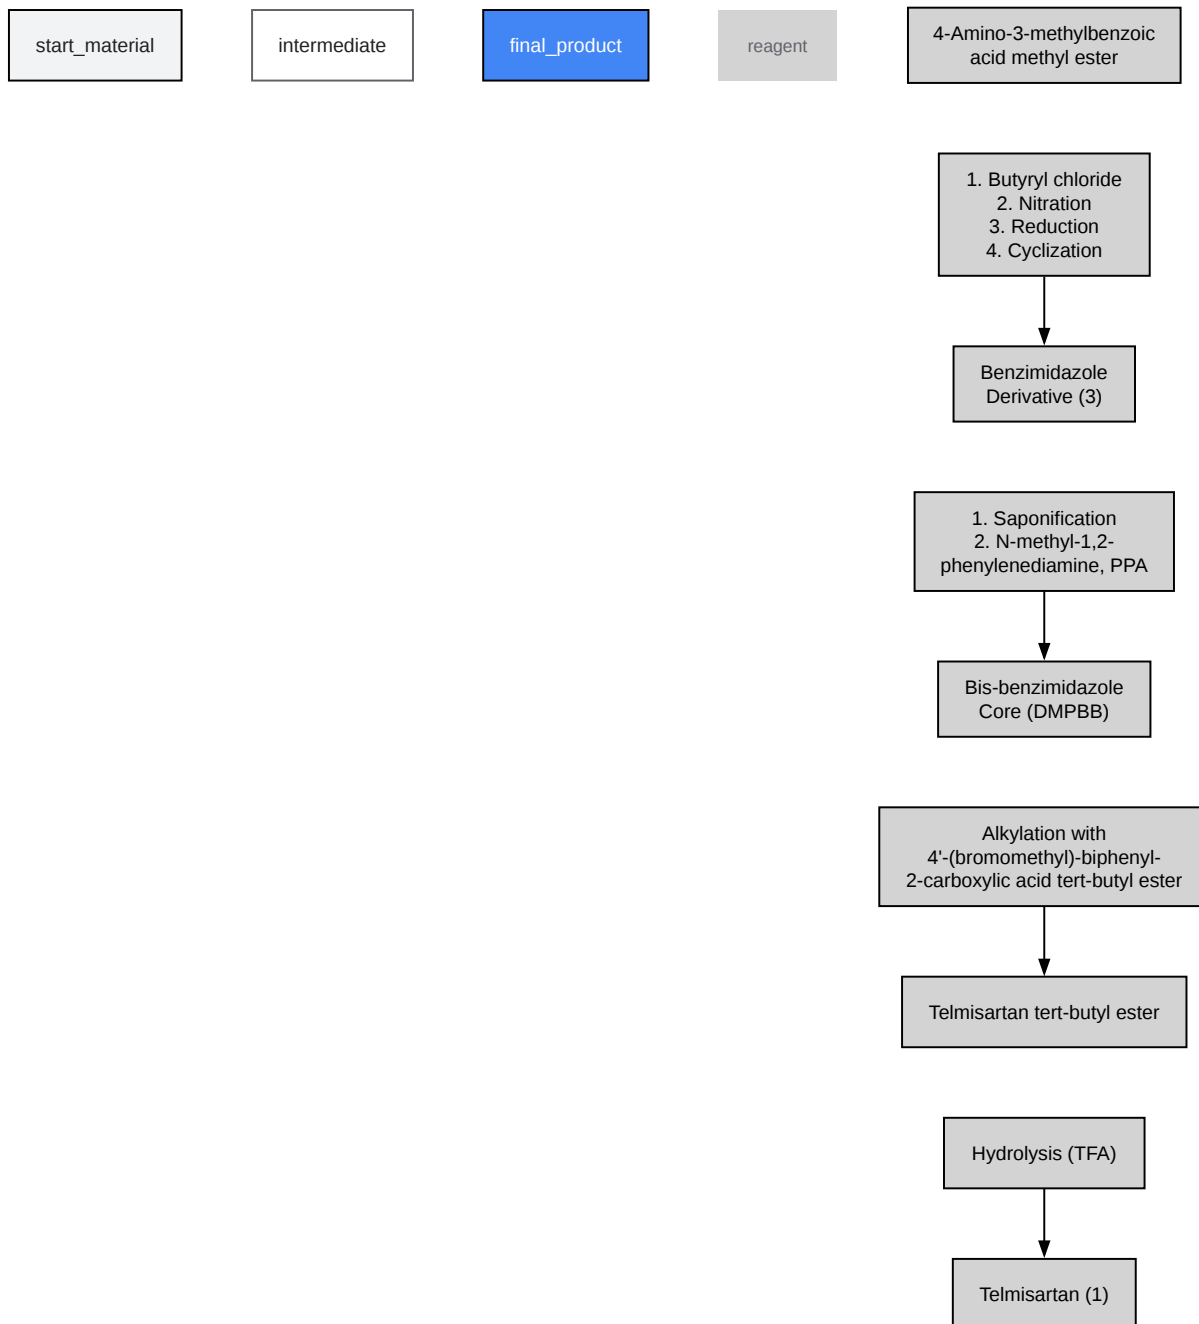 start_material
intermediate
final_product
reagent
4-Amino-3-methylbenzoic
acid methyl ester
1. Butyryl chloride
2. Nitration
3. Reduction
4. Cyclization
Benzimidazole
Derivative (3)
1. Saponification
2. N-methyl-1,2-
phenylenediamine, PPA
Bis-benzimidazole
Core (DMPBB)
Alkylation with
4'-(bromomethyl)-biphenyl-
2-carboxylic acid tert-butyl ester
Telmisartan tert-butyl ester
Hydrolysis (TFA)
Telmisartan (1)